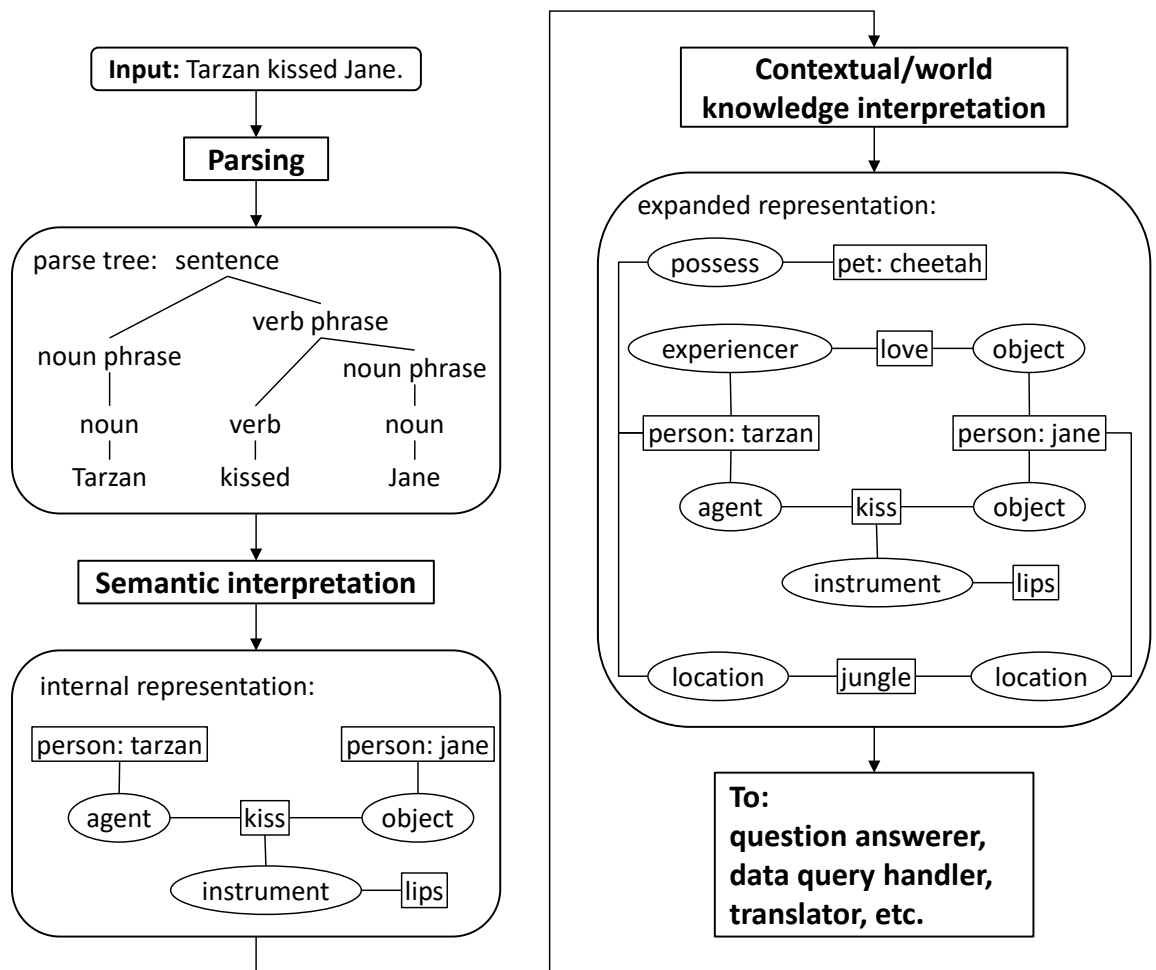 Input: Tarzan kissed Jane.
Parsing
parse tree: sentence
verb phrase
noun phrase
noun phrase
noun
verb
noun
Tarzan
kissed
Jane
Semantic interpretation
internal representation:
person: tarzan
person: jane
agent
kiss
object
instrument
lips
Contextual/world
knowledge interpretation
expanded representation:
possess
pet: cheetah
experiencer
love
object
person: tarzan
person: jane
agent
kiss
object
instrument
lips
location
jungle
location
To:
question answerer,
data query handler,
translator, etc.